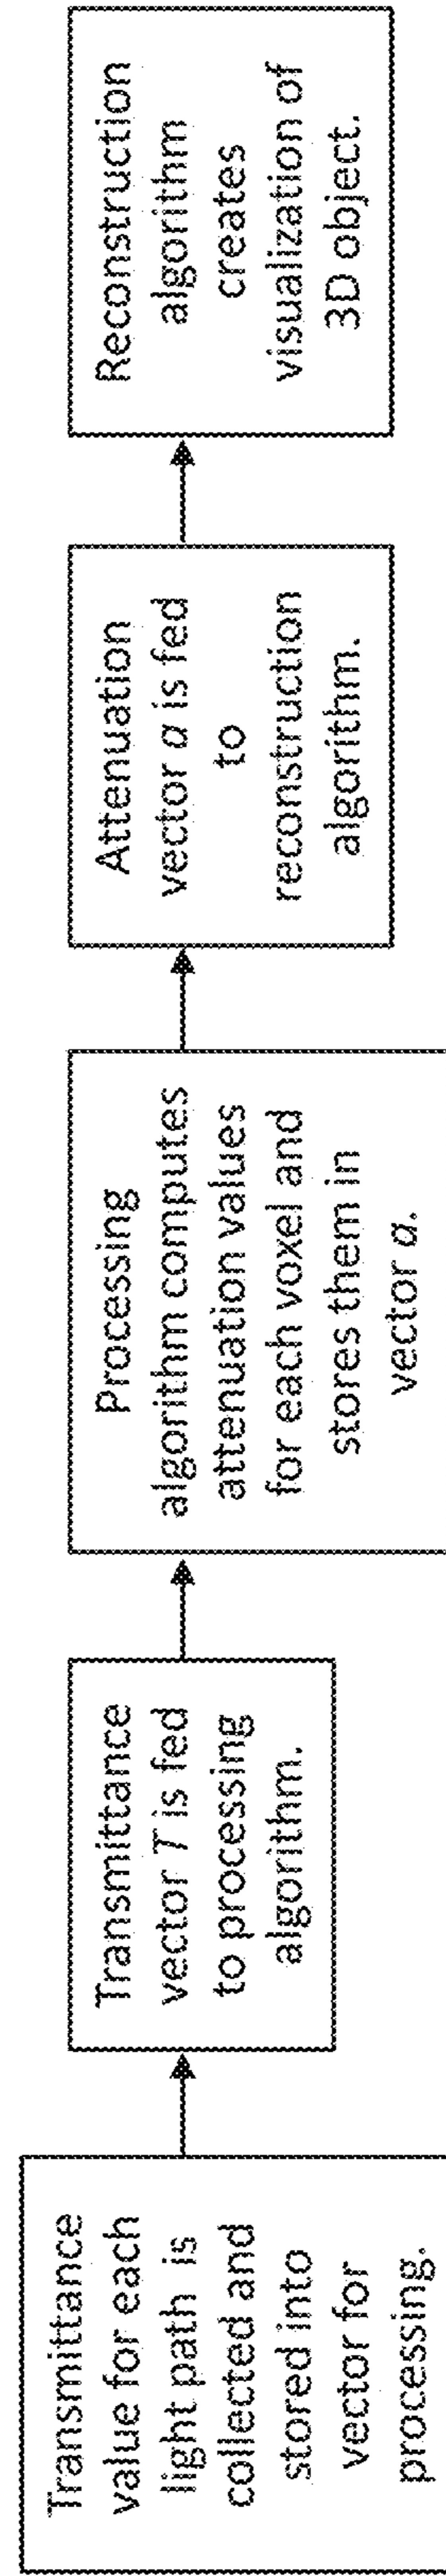 Transmittance
value for each
light path is
collected and
stored into
vector for
processing.
Transmittance
vector T is fed
to processing
algorithm.
Processing
algorithm computes
attenuation values
for each voxel and
stores them in
vector a.
Attenuation
vector a is fed
to
reconstruction
algorithm.
Reconstruction
algorithm
creates
visualization of
3D object.